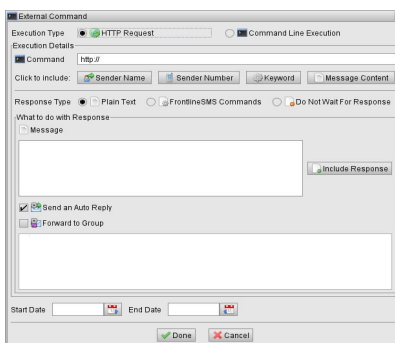 External Command
Execution Type HTTP Request Command Line Execution
Execution Details
Command http://
Click to include: Sender Name Sender Number Keyword Message Content
Response Type Plain Text FrontlineSMS Commands Do Not Wait For Response
What to do with Response
Message
Include Response
Send an Auto Reply
Forward to Group
Start Date End Date
Done Cancel